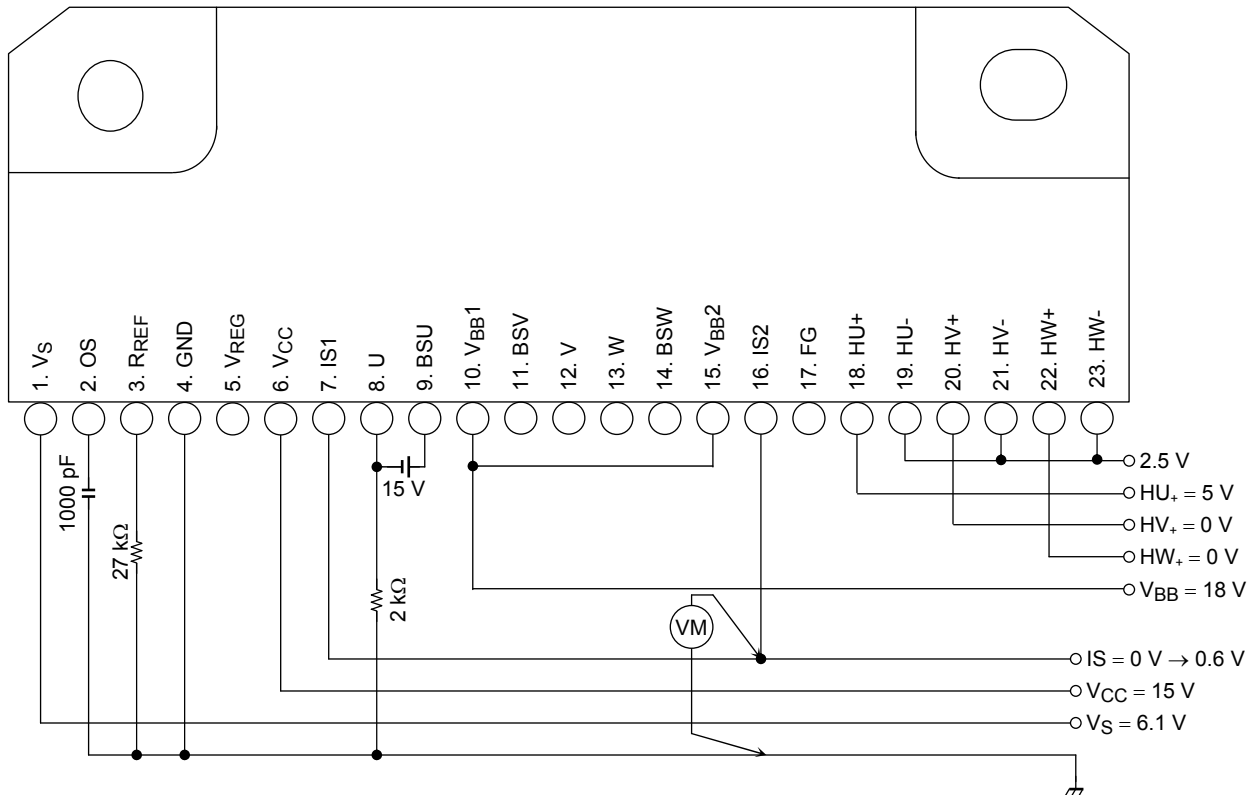 1. VS
2. OS
3. RREF
4. GND
5. VREG
6. VCC
7. IS1
8. U
9. BSU
10. VBB1
11. BSV
12. V
13. W
14. BSW
15. VBB2
16. IS2
17. FG
18. HU+
19. HU-
20. HV+
21. HV-
22. HW+
23. HW-
1000 pF
27 kΩ
15 V
2 kΩ
VM
2.5 V
HU+ = 5 V
HV+ = 0 V
HW+ = 0 V
VBB = 18 V
IS = 0 V → 0.6 V
VCC = 15 V
VS = 6.1 V